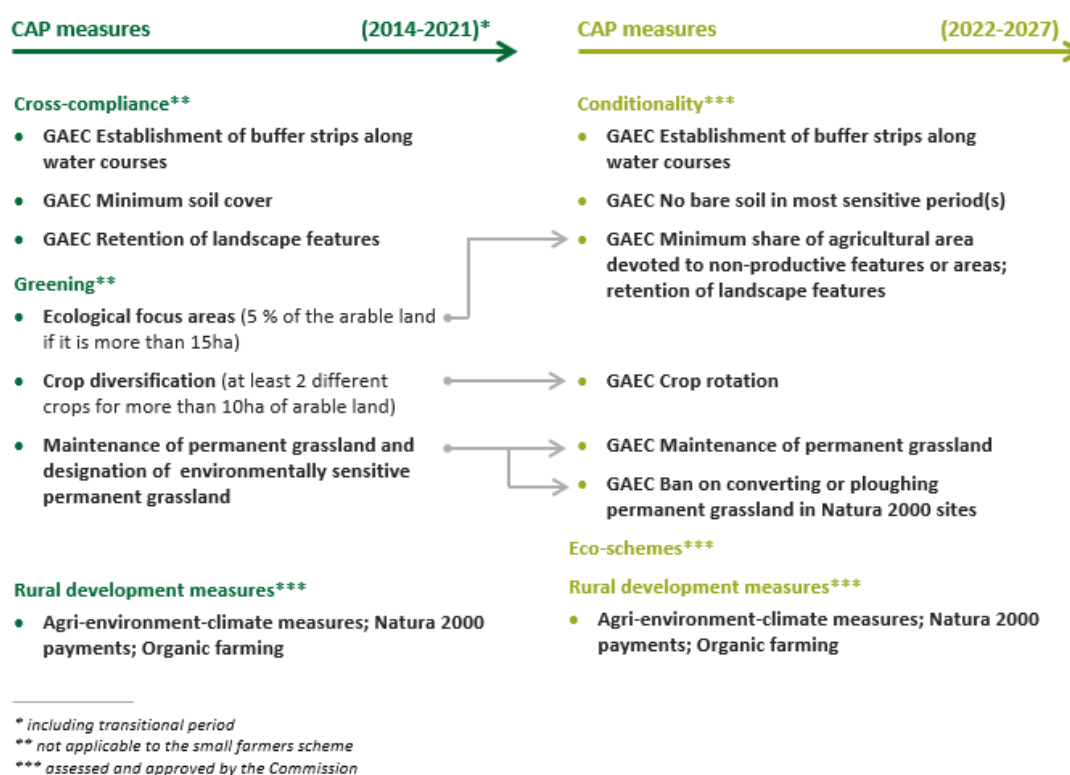 CAP measures (2014-2021)*
Cross-compliance**
• GAEC Establishment of buffer strips along
water courses
• GAEC Minimum soil cover
• GAEC Retention of landscape features
Greening**
• Ecological focus areas (5 % of the arable land
if it is more than 15ha)
• Crop diversification (at least 2 different
crops for more than 10ha of arable land)
• Maintenance of permanent grassland and
designation of environmentally sensitive
permanent grassland
Rural development measures***
• Agri-environment-climate measures; Natura 2000
payments; Organic farming
CAP measures (2022-2027)
Conditionality***
• GAEC Establishment of buffer strips along
water courses
• GAEC No bare soil in most sensitive period(s)
• GAEC Minimum share of agricultural area
devoted to non-productive features or areas;
retention of landscape features
• GAEC Crop rotation
• GAEC Maintenance of permanent grassland
• GAEC Ban on converting or ploughing
permanent grassland in Natura 2000 sites
Eco-schemes***
Rural development measures***
• Agri-environment-climate measures; Natura 2000
payments; Organic farming
* including transitional period
** not applicable to the small farmers scheme
*** assessed and approved by the Commission